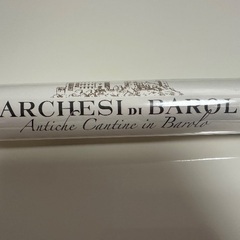 ARCHESI DI BAROL
Antiche Cantine in Barolo